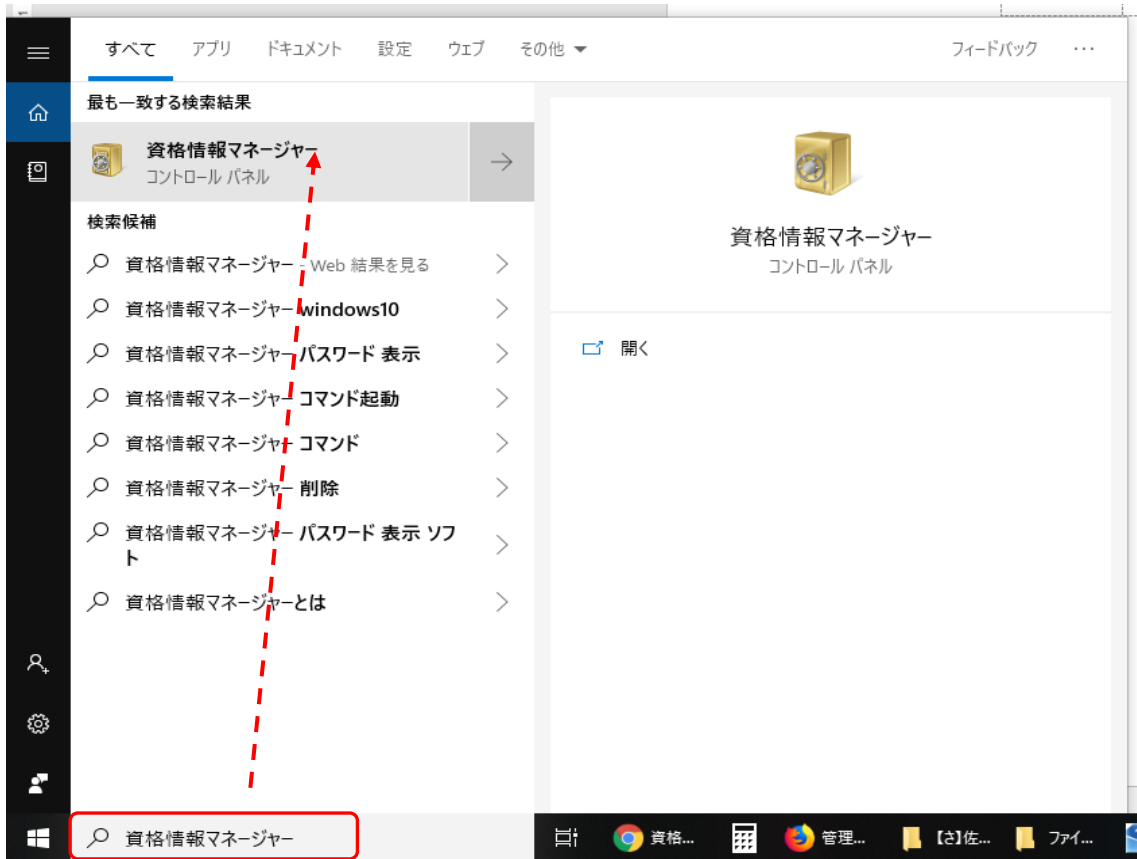 すべて アプリ ドキュメント 設定 ウェブ その他 フィードバック ···
最も一致する検索結果
資格情報マネージャー
コントロール パネル
検索候補
資格情報マネージャー - Web 結果を見る
資格情報マネージャー windows10
資格情報マネージャー パスワード 表示
資格情報マネージャー コマンド起動
資格情報マネージャー コマンド
資格情報マネージャー 削除
資格情報マネージャー パスワード 表示 ソフ
ト
資格情報マネージャーとは
資格情報マネージャー
コントロール パネル
開く
資格情報マネージャー
資格...
管理...
【さ】佐...
ファイ...